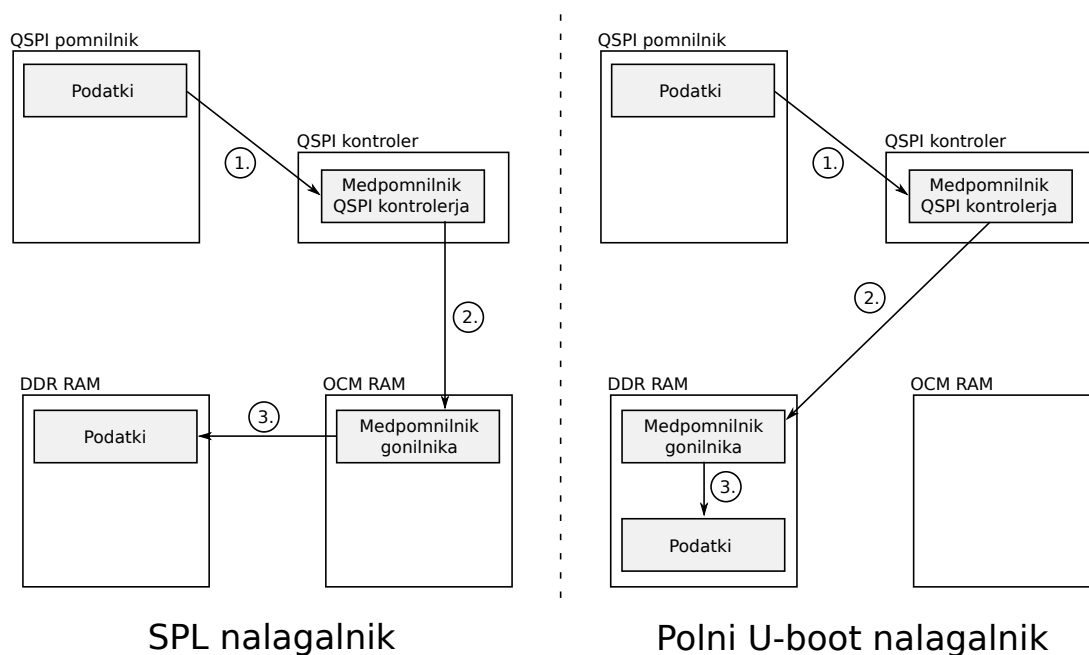 QSPI pomnilnik
Podatki
QSPI kontroler
1.
Medpomnilnik
QSPI kontrolerja
2.
DDR RAM
OCM RAM
Podatki
3.
Medpomnilnik
gonilnika
SPL nalagalnik
QSPI pomnilnik
Podatki
QSPI kontroler
1.
Medpomnilnik
QSPI kontrolerja
2.
DDR RAM
OCM RAM
Medpomnilnik
gonilnika
3.
Podatki
Polni U-boot nalagalnik